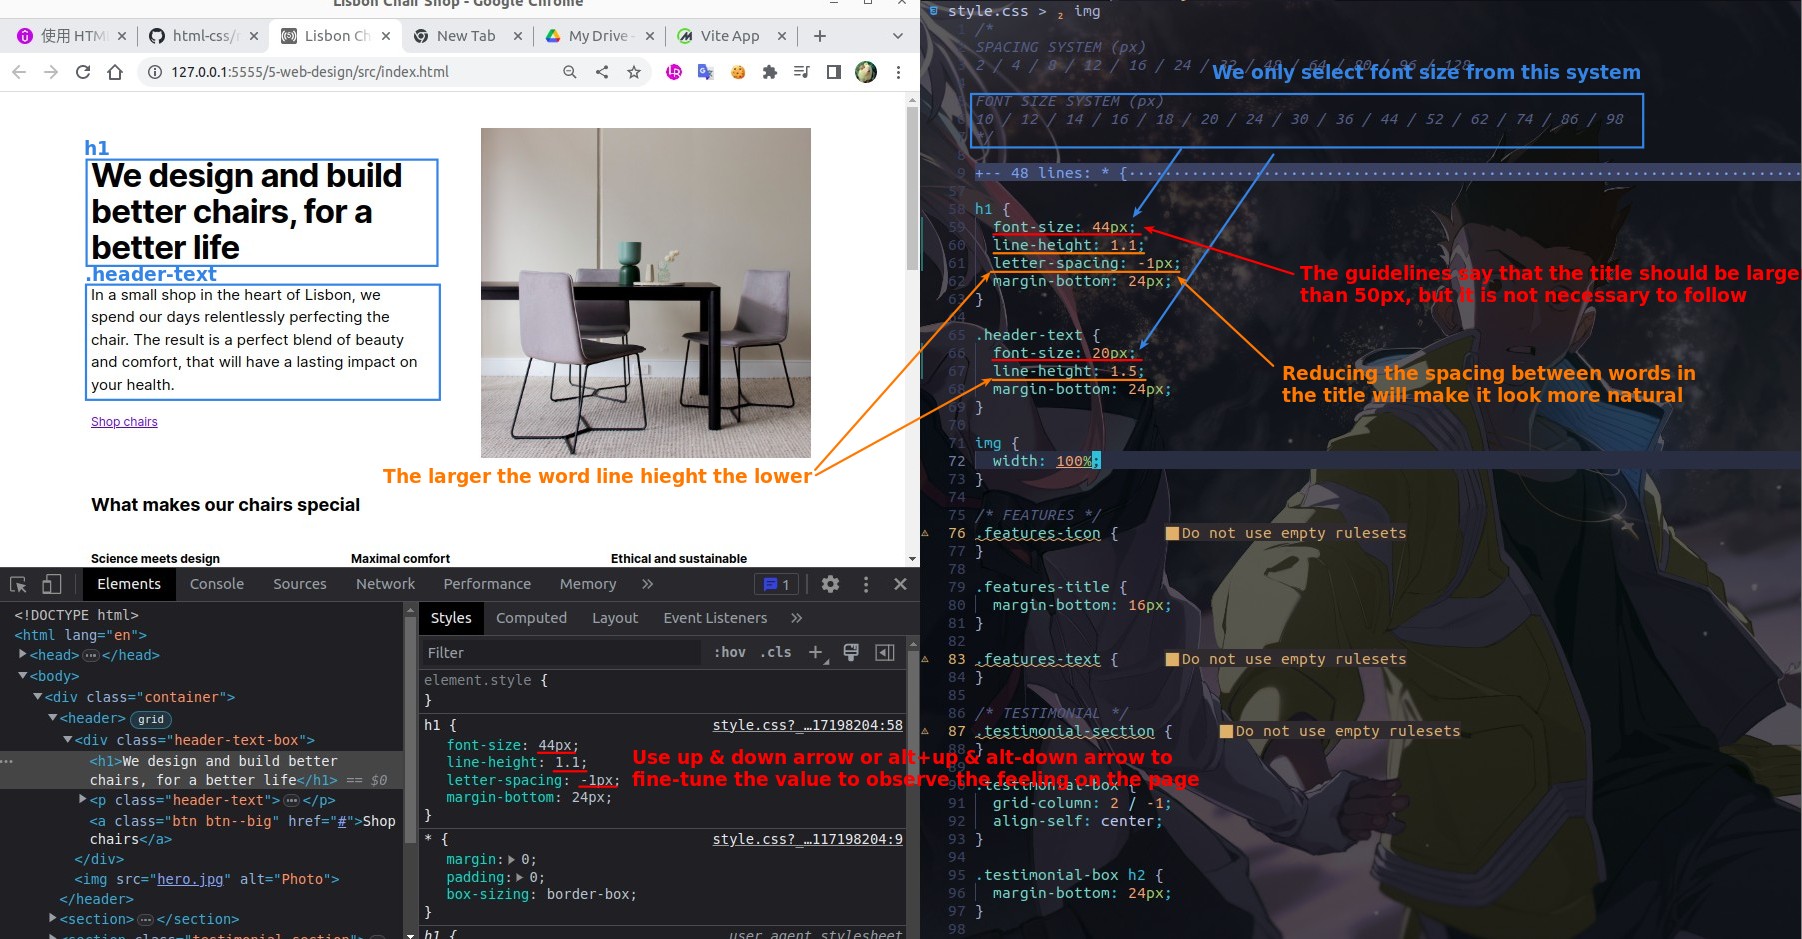 Lisbon Chair Shop - Google Chrome
使用 HTM
html-css/r
Lisbon Ch
New Tab
My Drive -
Vite App
127.0.0.1:5555/5-web-design/src/index.html
h1
We design and build
better chairs, for a
better life
.header-text
In a small shop in the heart of Lisbon, we
spend our days relentlessly perfecting the
chair. The result is a perfect blend of beauty
and comfort, that will have a lasting impact on
your health.
Shop chairs
The larger the word line hieght the lower
What makes our chairs special
Science meets design
Maximal comfort
Ethical and sustainable
Elements
Console
Sources
Network
Performance
Memory
1
<!DOCTYPE html>
<html lang="en">
<head> </head>
<body>
<div class="container">
<header> grid
<div class="header-text-box">
<h1>We design and build better
chairs, for a better life</h1> == $0
<p class="header-text"> </p>
<a class="btn btn--big" href="#">Shop
chairs</a>
</div>
<img src="hero.jpg" alt="Photo">
</header>
<section> </section>
<section class="testimonial-section">
Styles
Computed
Layout
Event Listeners
Filter
:hov
.cls
element.style {
}
h1 {
style.css?_…17198204:58
font-size: 44px;
line-height: 1.1;
letter-spacing: -1px;
margin-bottom: 24px;
}
Use up & down arrow or alt+up & alt-down arrow to
fine-tune the value to observe the feeling on the page
* {
style.css?_…117198204:9
margin: 0;
padding: 0;
box-sizing: border-box;
}
h1 {
user agent stylesheet
style.css > img
/*
SPACING SYSTEM (px)
2 / 4 / 8 / 12 / 16 / 24 / 32 / 48 / 64 / 80 / 96 / 128
We only select font size from this system
FONT SIZE SYSTEM (px)
10 / 12 / 14 / 16 / 18 / 20 / 24 / 30 / 36 / 44 / 52 / 62 / 74 / 86 / 98
*/
8
9 +-- 48 lines: * {
57
58 h1 {
59 font-size: 44px;
60 line-height: 1.1;
61 letter-spacing: -1px;
62 margin-bottom: 24px;
63 }
The guidelines say that the title should be large
than 50px, but it is not necessary to follow
64
65 .header-text {
66 font-size: 20px;
67 line-height: 1.5;
68 margin-bottom: 24px;
69 }
Reducing the spacing between words in
the title will make it look more natural
70
71 img {
72 width: 100%;
73 }
74
75 /* FEATURES */
76 .features-icon { Do not use empty rulesets
77 }
78
79 .features-title {
80 margin-bottom: 16px;
81 }
82
83 .features-text { Do not use empty rulesets
84 }
85
86 /* TESTIMONIAL */
87 .testimonial-section { Do not use empty rulesets
88 }
90 .testimonial-box {
91 grid-column: 2 / -1;
92 align-self: center;
93 }
94
95 .testimonial-box h2 {
96 margin-bottom: 24px;
97 }
98